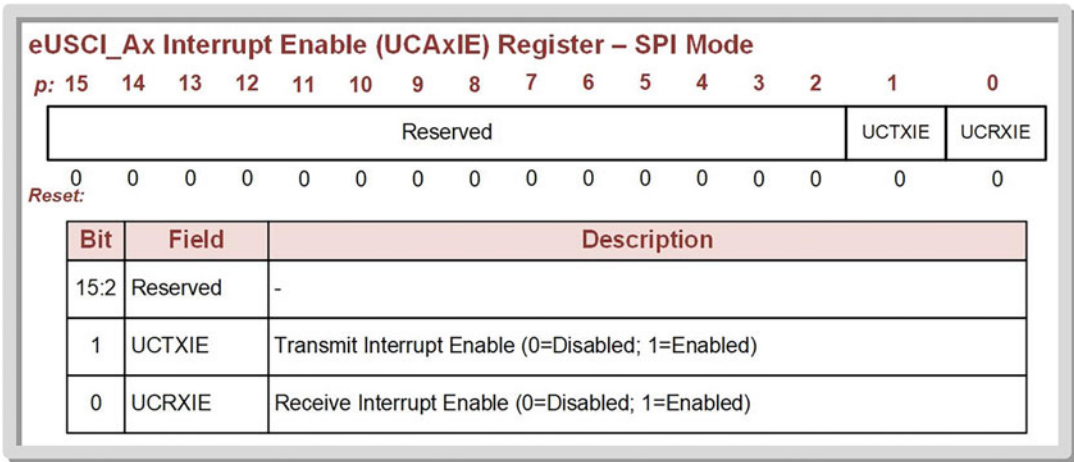 eUSCI_Ax Interrupt Enable (UCAxIE) Register – SPI Mode
p: 15 14 13 12 11 10 9 8 7 6 5 4 3 2 1 0
Reserved UCTXIE UCRXIE
0 0 0 0 0 0 0 0 0 0 0 0 0 0 0 0
Reset:
Bit Field Description
15:2 Reserved -
1 UCTXIE Transmit Interrupt Enable (0=Disabled; 1=Enabled)
0 UCRXIE Receive Interrupt Enable (0=Disabled; 1=Enabled)